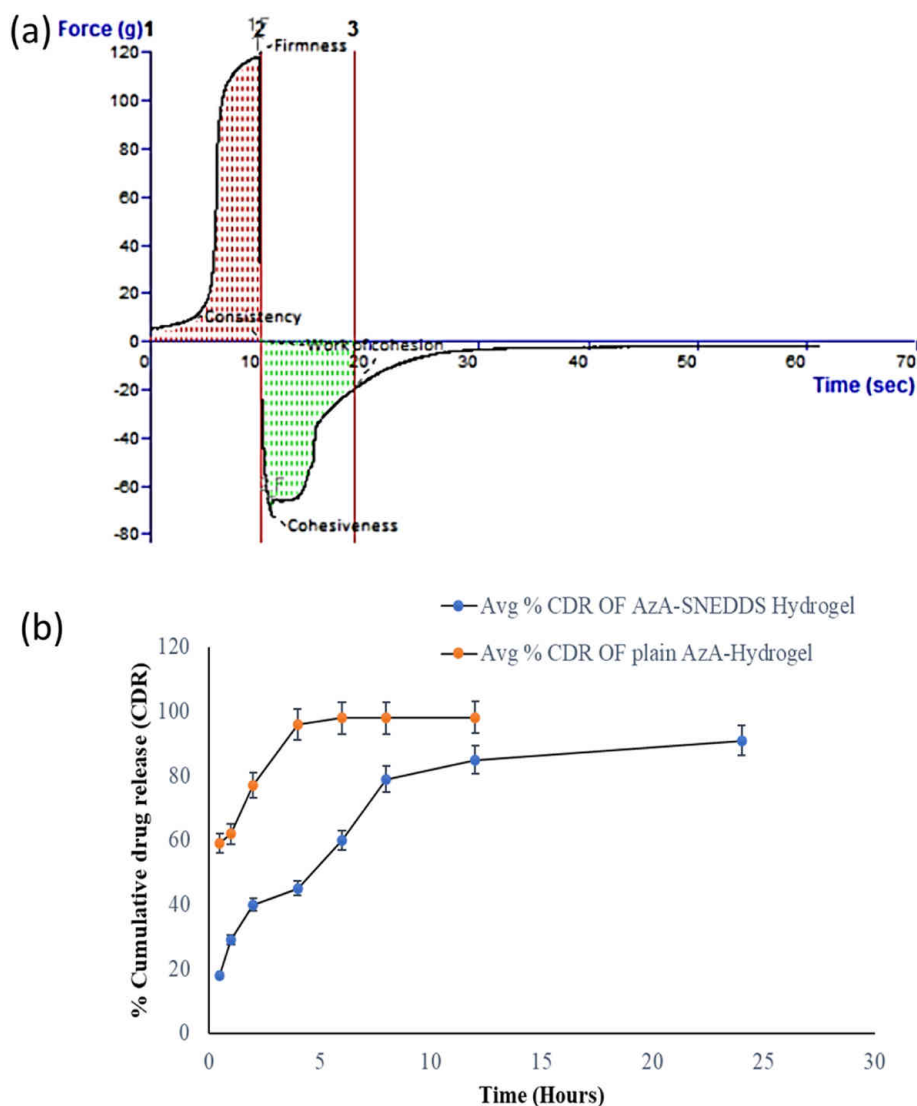 (a)
Force (g) 1 2 3
1F
Firmness
120
100
80
60
40
20
0
-20
-40
-60
-80
Consistency
Work of cohesion
0 10 20 30 40 50 60 70
Time (sec)
F
Cohesiveness
(b)
Avg % CDR OF AzA-SNEDDS Hydrogel
Avg % CDR OF plain AzA-Hydrogel
% Cumulative drug release (CDR)
120
100
80
60
40
20
0
0 5 10 15 20 25 30
Time (Hours)